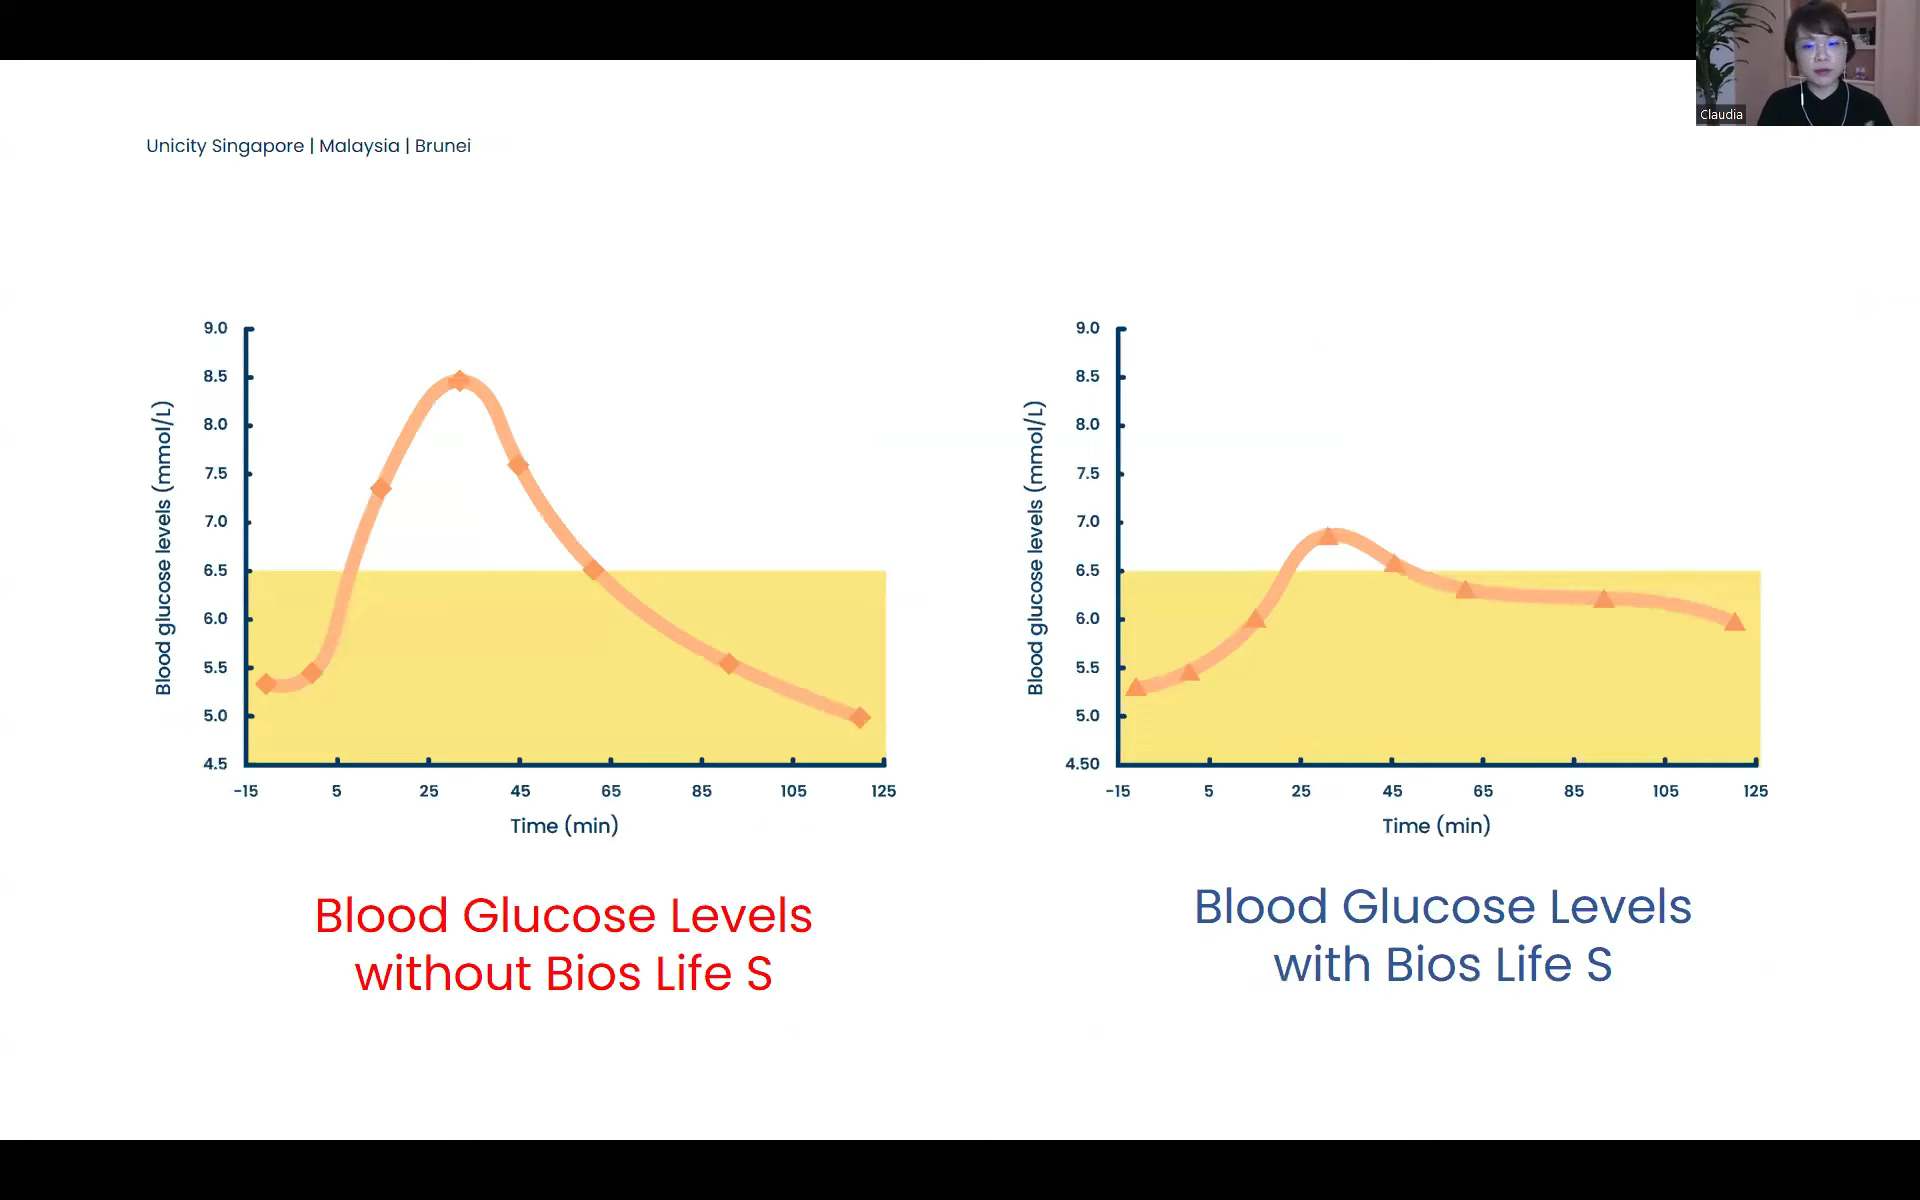 Claudia
Unicity Singapore | Malaysia | Brunei
Blood glucose levels (mmol/L)
9.0
8.5
8.0
7.5
7.0
6.5
6.0
5.5
5.0
4.5
-15 5 25 45 65 85 105 125
Time (min)
Blood Glucose Levels
without Bios Life S
Blood glucose levels (mmol/L)
9.0
8.5
8.0
7.5
7.0
6.5
6.0
5.5
5.0
4.50
-15 5 25 45 65 85 105 125
Time (min)
Blood Glucose Levels
with Bios Life S